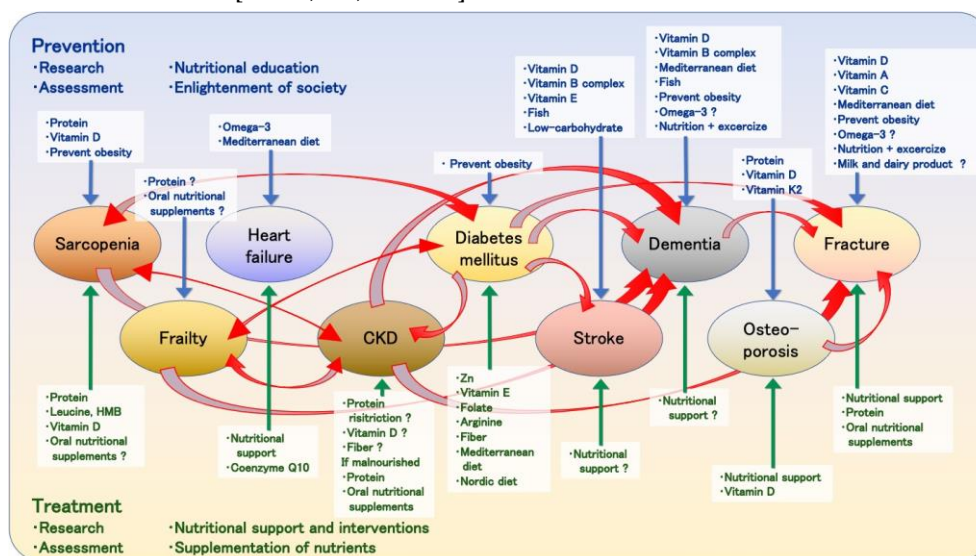 Prevention
·Research
·Nutritional education
·Assessment
·Enlightenment of society
·Protein
·Vitamin D
·Prevent obesity
·Protein ?
·Oral nutritional
supplements ?
·Omega-3
·Mediterranean diet
·Prevent obesity
·Vitamin D
·Vitamin B complex
·Vitamin E
·Fish
·Low-carbohydrate
·Vitamin D
·Vitamin B complex
·Mediterranean diet
·Fish
·Prevent obesity
·Omega-3 ?
·Nutrition + excercize
·Protein
·Vitamin D
·Vitamin K2
·Vitamin D
·Vitamin A
·Vitamin C
·Mediterranean diet
·Prevent obesity
·Omega-3 ?
·Nutrition + excercize
·Milk and dairy product ?
Sarcopenia
Heart
failure
Diabetes
mellitus
Dementia
Fracture
Frailty
CKD
Stroke
Osteo-
porosis
·Protein
·Leucine, HMB
·Vitamin D
·Oral nutritional
supplements ?
·Nutritional
support
·Coenzyme Q10
·Protein
risitriction ?
·Vitamin D ?
·Fiber ?
If malnourished
·Protein
·Oral nutritional
supplements
·Zn
·Vitamin E
·Folate
·Arginine
·Fiber
·Mediterranean
diet
·Nordic diet
·Nutritional
support ?
·Nutritional
support ?
·Nutritional support
·Vitamin D
·Nutritional support
·Protein
·Oral nutritional
supplements
Treatment
·Research
·Nutritional support and interventions
·Assessment
·Supplementation of nutrients